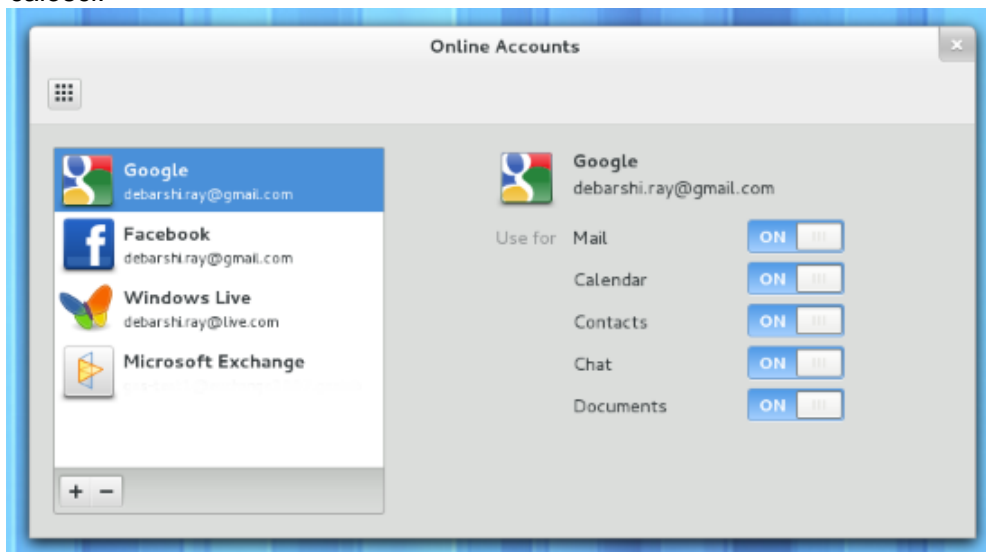 Online Accounts
Google
debarshi.ray@gmail.com
Facebook
debarshi.ray@gmail.com
Windows Live
debarshi.ray@live.com
Microsoft Exchange
Google
debarshi.ray@gmail.com
Use for Mail ON
Calendar ON
Contacts ON
Chat ON
Documents ON